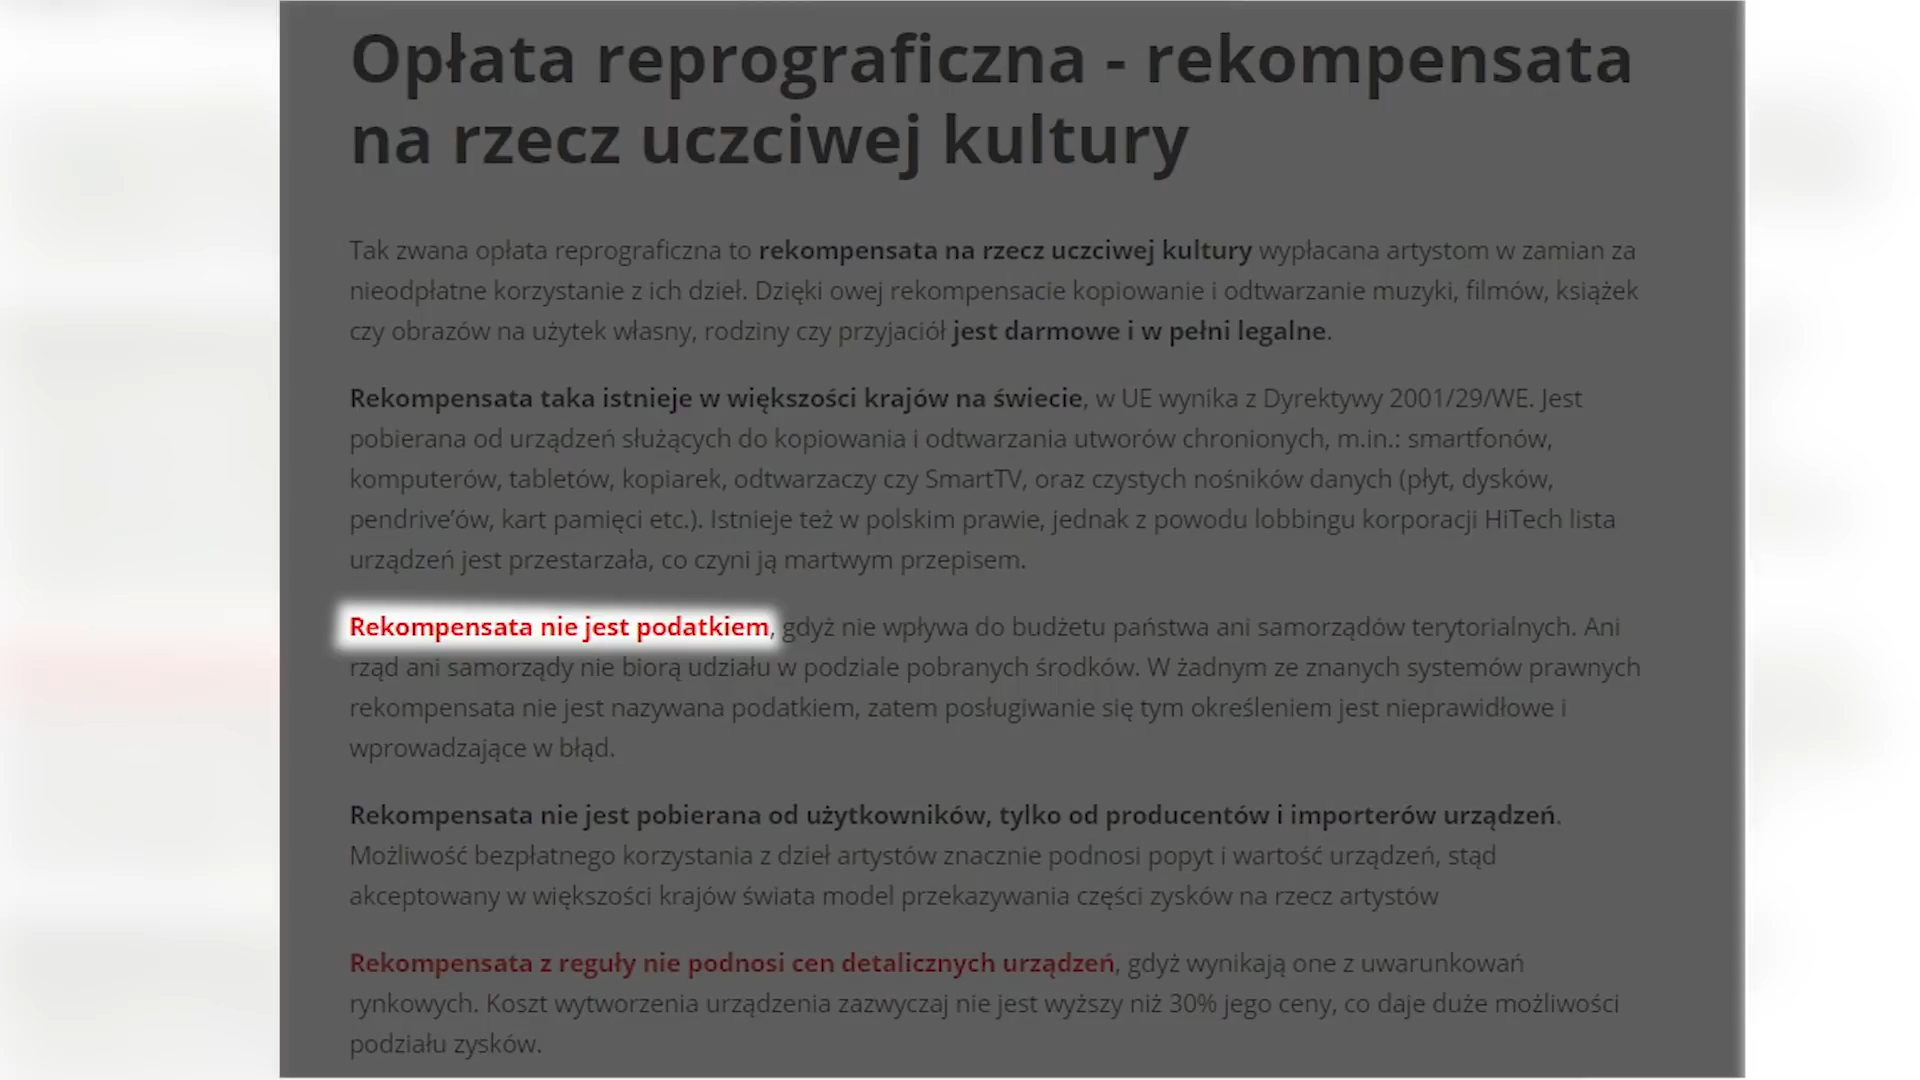 Opłata reprograficzna - rekompensata
na rzecz uczciwej kultury
Tak zwana opłata reprograficzna to rekompensata na rzecz uczciwej kultury wypłacana artystom w zamian za
nieodpłatne korzystanie z ich dzieł. Dzięki owej rekompensacie kopiowanie i odtwarzanie muzyki, filmów, książek
czy obrazów na użytek własny, rodziny czy przyjaciół jest darmowe i w pełni legalne.
Rekompensata taka istnieje w większości krajów na świecie, w UE wynika z Dyrektywy 2001/29/WE. Jest
pobierana od urządzeń służących do kopiowania i odtwarzania utworów chronionych, m.in.: smartfonów,
komputerów, tabletów, kopiarek, odtwarzaczy czy SmartTV, oraz czystych nośników danych (płyt, dysków,
pendrive’ów, kart pamięci etc.). Istnieje też w polskim prawie, jednak z powodu lobbingu korporacji HiTech lista
urządzeń jest przestarzała, co czyni ją martwym przepisem.
Rekompensata nie jest podatkiem, gdyż nie wpływa do budżetu państwa ani samorządów terytorialnych. Ani
rząd ani samorządy nie biorą udziału w podziale pobranych środków. W żadnym ze znanych systemów prawnych
rekompensata nie jest nazywana podatkiem, zatem posługiwanie się tym określeniem jest nieprawidłowe i
wprowadzające w błąd.
Rekompensata nie jest pobierana od użytkowników, tylko od producentów i importerów urządzeń.
Możliwość bezpłatnego korzystania z dzieł artystów znacznie podnosi popyt i wartość urządzeń, stąd
akceptowany w większości krajów świata model przekazywania części zysków na rzecz artystów
Rekompensata z reguły nie podnosi cen detalicznych urządzeń, gdyż wynikają one z uwarunkowań
rynkowych. Koszt wytworzenia urządzenia zazwyczaj nie jest wyższy niż 30% jego ceny, co daje duże możliwości
podziału zysków.